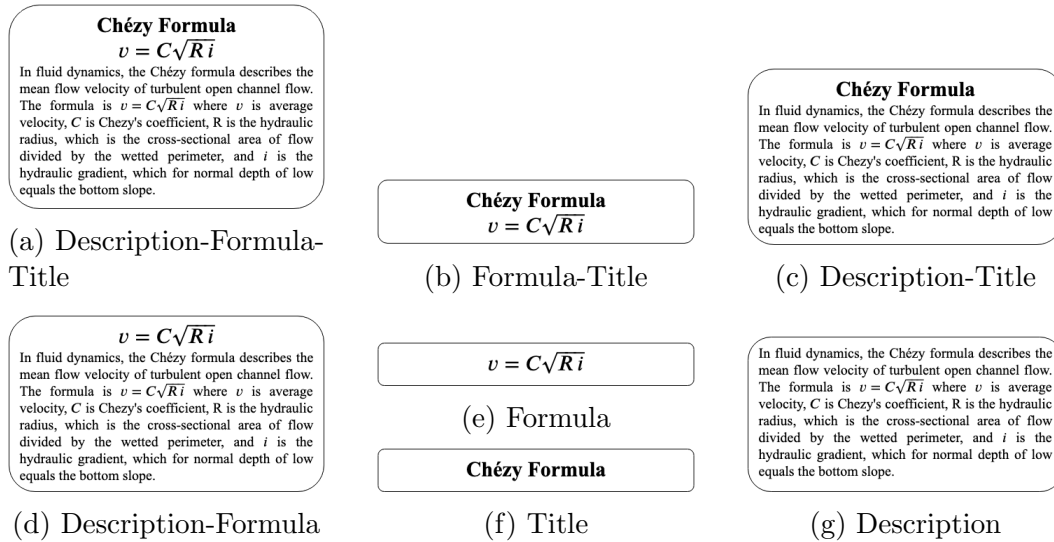 Chézy Formula
v = C√R i
In fluid dynamics, the Chézy formula describes the
mean flow velocity of turbulent open channel flow.
The formula is v = C√R i where v is average
velocity, C is Chezy's coefficient, R is the hydraulic
radius, which is the cross-sectional area of flow
divided by the wetted perimeter, and i is the
hydraulic gradient, which for normal depth of low
equals the bottom slope.
(a) Description-Formula-
Title
Chézy Formula
v = C√R i
(b) Formula-Title
Chézy Formula
In fluid dynamics, the Chézy formula describes the
mean flow velocity of turbulent open channel flow.
The formula is v = C√R i where v is average
velocity, C is Chezy's coefficient, R is the hydraulic
radius, which is the cross-sectional area of flow
divided by the wetted perimeter, and i is the
hydraulic gradient, which for normal depth of low
equals the bottom slope.
(c) Description-Title
v = C√R i
In fluid dynamics, the Chézy formula describes the
mean flow velocity of turbulent open channel flow.
The formula is v = C√R i where v is average
velocity, C is Chezy's coefficient, R is the hydraulic
radius, which is the cross-sectional area of flow
divided by the wetted perimeter, and i is the
hydraulic gradient, which for normal depth of low
equals the bottom slope.
(d) Description-Formula
v = C√R i
(e) Formula
Chézy Formula
(f) Title
In fluid dynamics, the Chézy formula describes the
mean flow velocity of turbulent open channel flow.
The formula is v = C√R i where v is average
velocity, C is Chezy's coefficient, R is the hydraulic
radius, which is the cross-sectional area of flow
divided by the wetted perimeter, and i is the
hydraulic gradient, which for normal depth of low
equals the bottom slope.
(g) Description